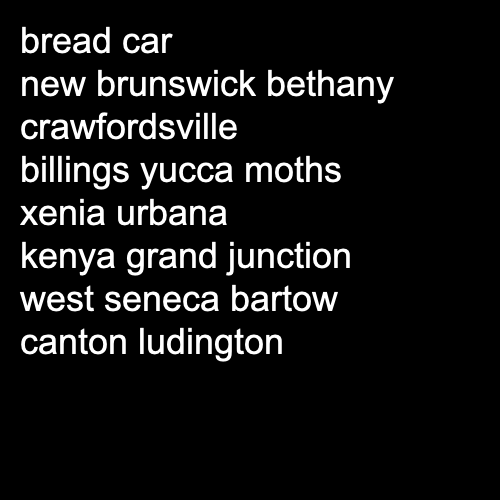 bread car
new brunswick bethany
crawfordsville
billings yucca moths
xenia urbana
kenya grand junction
west seneca bartow
canton ludington